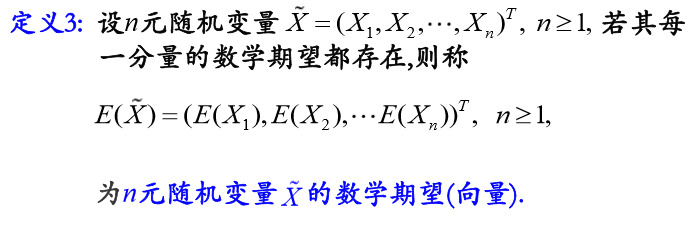 定义3: 设n元随机变量 X̃ = (X₁, X₂, ⋯, Xₙ)ᵀ, n ≥ 1, 若其每
一分量的数学期望都存在,则称
E(X̃) = (E(X₁), E(X₂), ⋯E(Xₙ))ᵀ, n ≥ 1,
为n元随机变量 X̃ 的数学期望(向量).